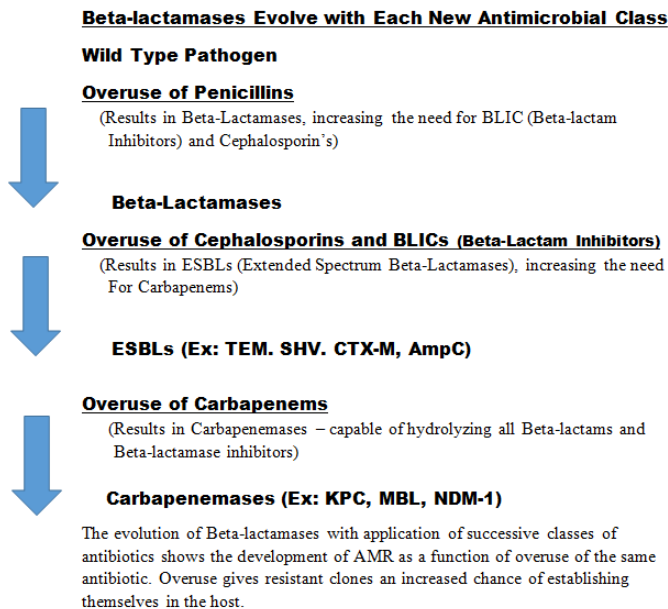 Beta-lactamases Evolve with Each New Antimicrobial Class
Wild Type Pathogen
Overuse of Penicillins
(Results in Beta-Lactamases, increasing the need for BLIC (Beta-lactam
Inhibitors) and Cephalosporin’s)
Beta-Lactamases
Overuse of Cephalosporins and BLICs (Beta-Lactam Inhibitors)
(Results in ESBLs (Extended Spectrum Beta-Lactamases), increasing the need
For Carbapenems)
ESBLs (Ex: TEM. SHV. CTX-M, AmpC)
Overuse of Carbapenems
(Results in Carbapenemases – capable of hydrolyzing all Beta-lactams and
Beta-lactamase inhibitors)
Carbapenemases (Ex: KPC, MBL, NDM-1)
The evolution of Beta-lactamases with application of successive classes of
antibiotics shows the development of AMR as a function of overuse of the same
antibiotic. Overuse gives resistant clones an increased chance of establishing
themselves in the host.